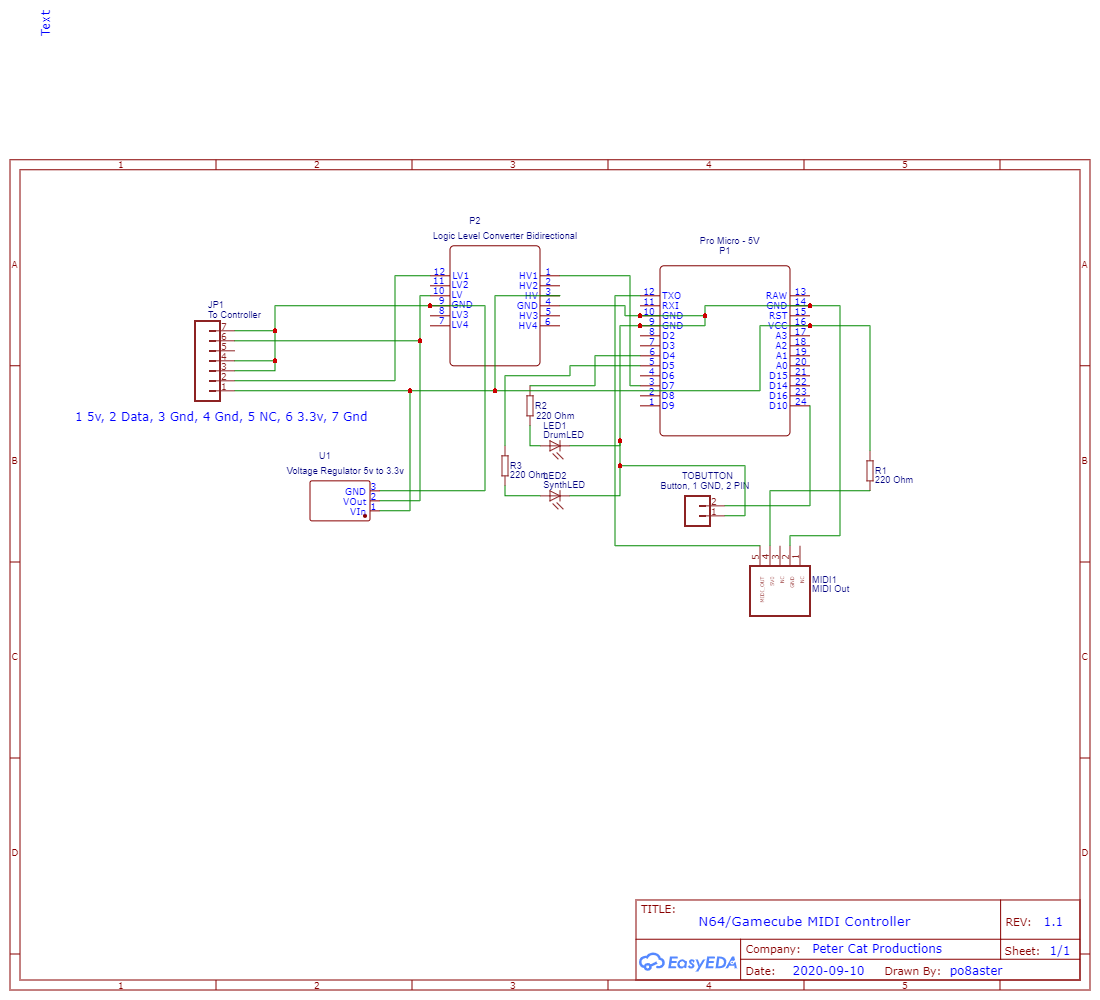 Text
1 2 3 4 5
A A
B B
C C
D D
1 2 3 4 5
P2
Logic Level Converter Bidirectional
12 LV1 HV1 1
11 LV2 HV2 2
10 LV HV 3
9 GND GND 4
8 LV3 HV3 5
7 LV4 HV4 6
Pro Micro - 5V
P1
12 TXO RAW 13
11 RXI GND 14
10 GND RST 15
9 GND VCC 16
8 D2 A3 17
7 D3 A2 18
6 D4 A1 19
5 D5 A0 20
4 D6 D15 21
3 D7 D14 22
2 D8 D16 23
1 D9 D10 24
JP1
To Controller
7
6
5
4
3
2
1
1 5v, 2 Data, 3 Gnd, 4 Gnd, 5 NC, 6 3.3v, 7 Gnd
R2
220 Ohm
LED1
DrumLED
R3
220 Ohm
LED2
SynthLED
U1
Voltage Regulator 5v to 3.3v
GND 3
VOut 2
VIn 1
TOBUTTON
Button, 1 GND, 2 PIN
2
1
R1
220 Ohm
5 4 3 2 1
MIDI_OUT 5V0 NC GND NC
MIDI1
MIDI Out
TITLE:
N64/Gamecube MIDI Controller
REV: 1.1
EasyEDA
Company: Peter Cat Productions
Sheet: 1/1
Date: 2020-09-10 Drawn By: po8aster